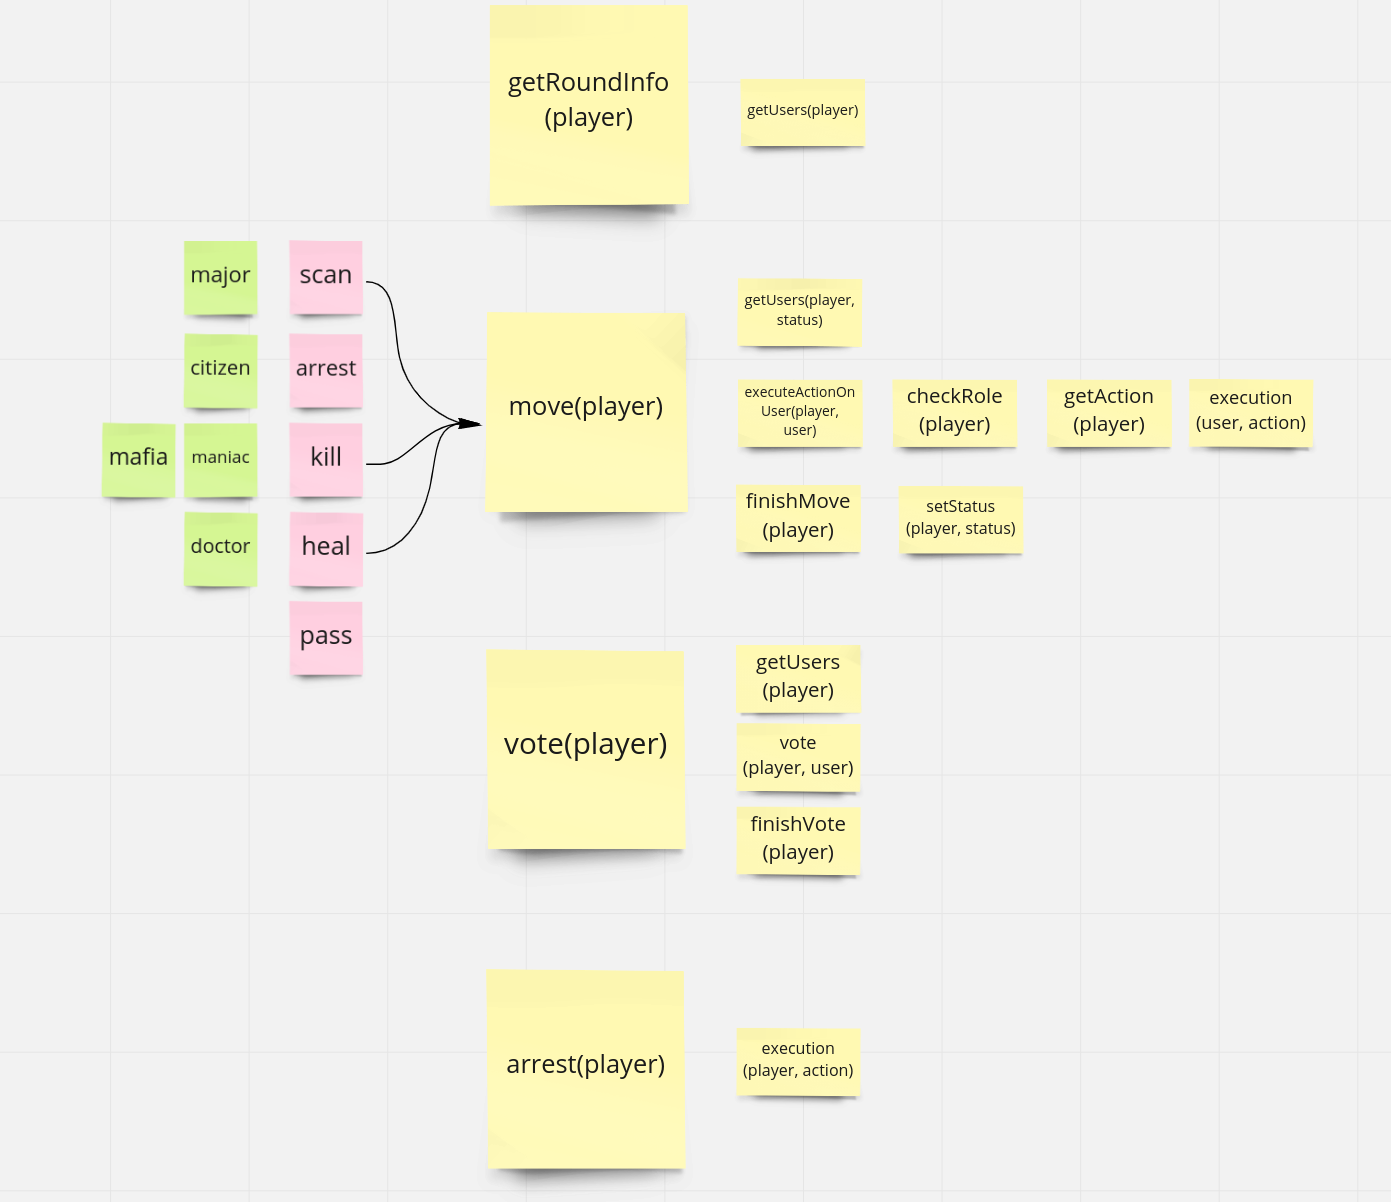 getRoundInfo
(player)
getUsers(player)
major
scan
citizen
arrest
mafia
maniac
kill
doctor
heal
pass
move(player)
getUsers(player,
status)
executeActionOn
User(player,
user)
checkRole
(player)
getAction
(player)
execution
(user, action)
finishMove
(player)
setStatus
(player, status)
vote(player)
getUsers
(player)
vote
(player, user)
finishVote
(player)
arrest(player)
execution
(player, action)